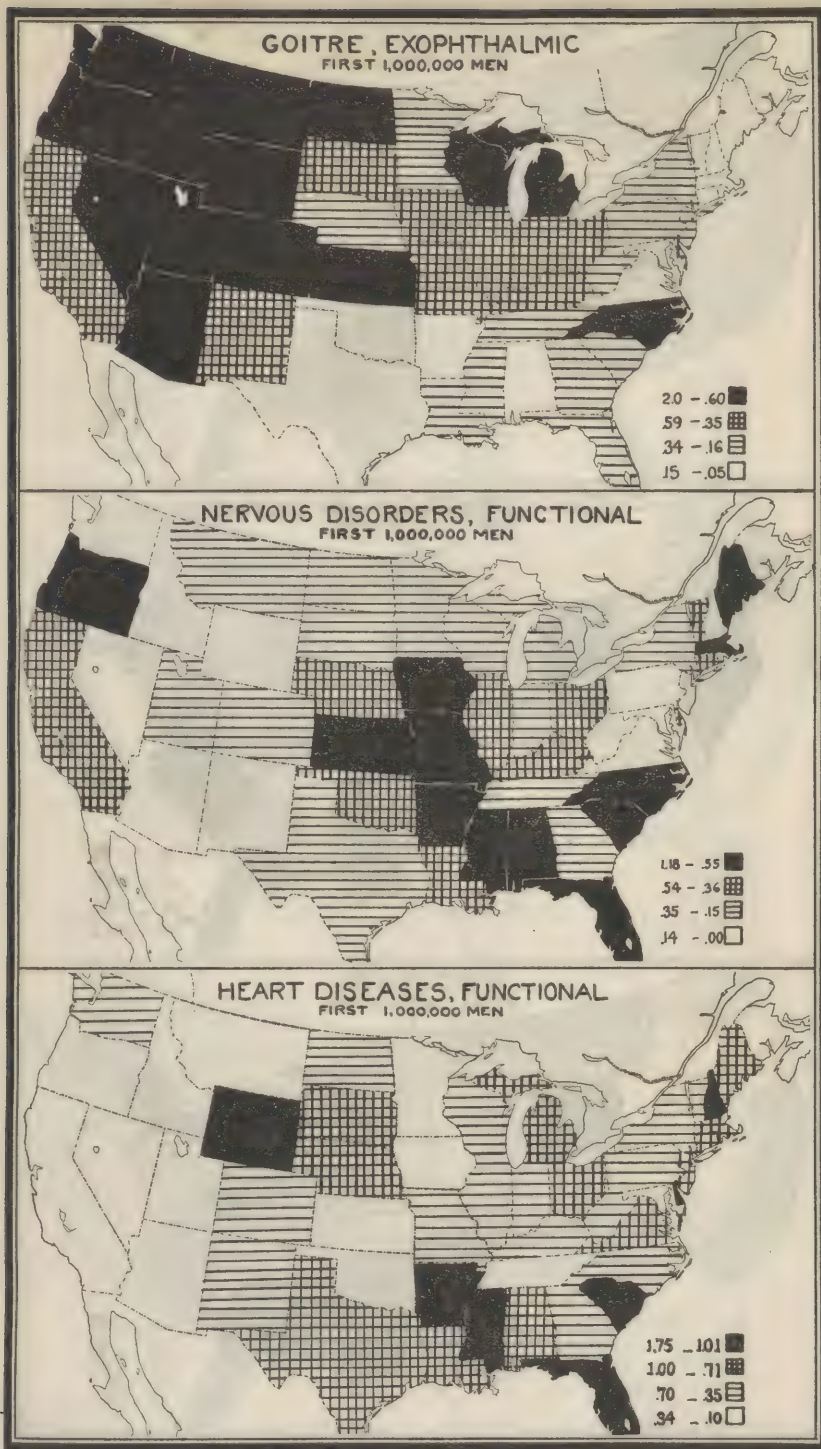 GOITRE, EXOPHTHALMIC
FIRST 1,000,000 MEN
2.0 - .60
.59 - .35
.34 - .16
.15 - .05
NERVOUS DISORDERS, FUNCTIONAL
FIRST 1,000,000 MEN
1.18 - .55
.54 - .36
.35 - .15
.14 - .00
HEART DISEASES, FUNCTIONAL
FIRST 1,000,000 MEN
1.75 - 1.01
1.00 - .71
.70 - .35
.34 - .10